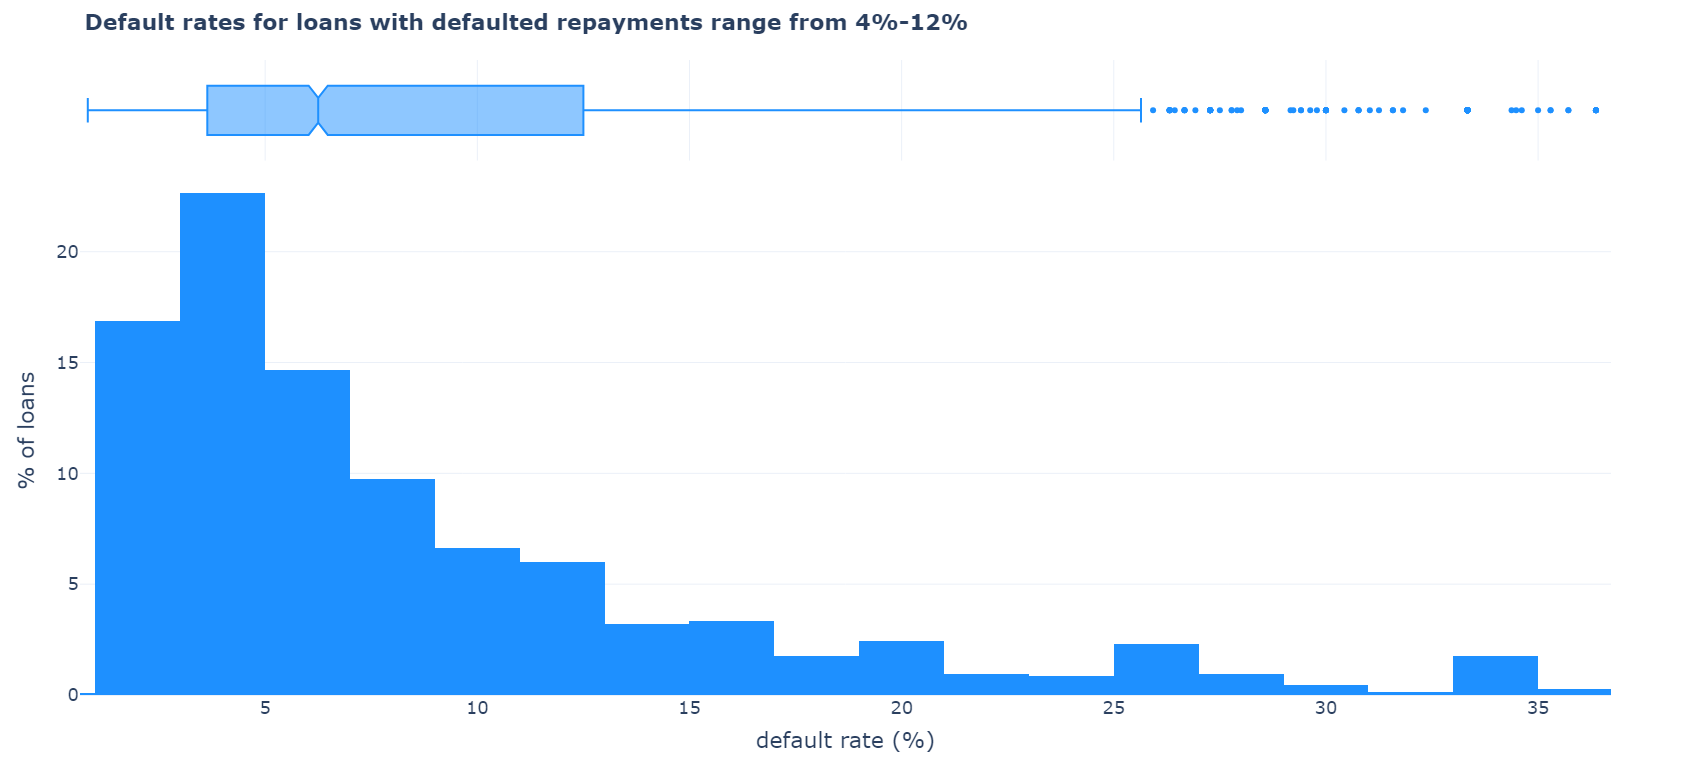 Default rates for loans with defaulted repayments range from 4%-12%
20
15
10
5
0
% of loans
5 10 15 20 25 30 35
default rate (%)